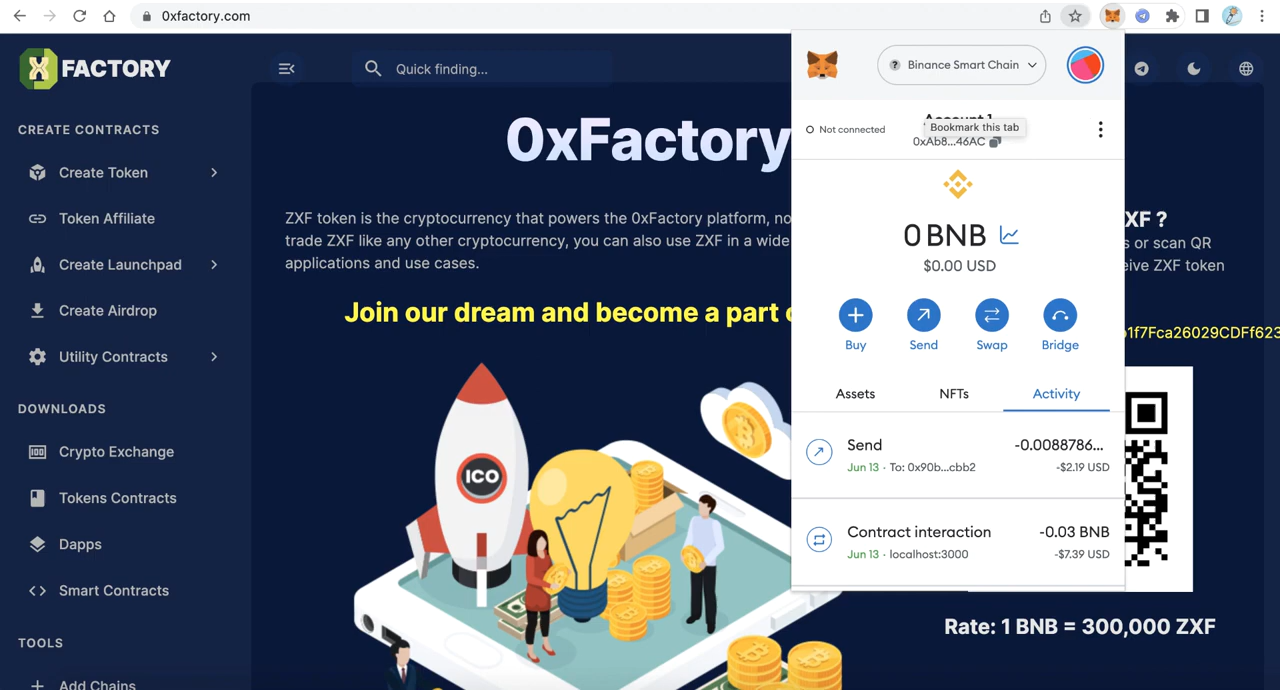 0xfactory.com
X FACTORY
Quick finding...
CREATE CONTRACTS
Create Token
Token Affiliate
Create Launchpad
Create Airdrop
Utility Contracts
DOWNLOADS
Crypto Exchange
Tokens Contracts
Dapps
Smart Contracts
TOOLS
Add Chains
0xFactory
ZXF token is the cryptocurrency that powers the 0xFactory platform,
trade ZXF like any other cryptocurrency, you can also use ZXF in a wide
applications and use cases.
Join our dream and become a part
ICO
? Binance Smart Chain
Not connected
Account 1
Bookmark this tab
0xAb8...46AC
0 BNB
$0.00 USD
Buy
Send
Swap
Bridge
Assets
NFTs
Activity
Send
-0.0088786...
Jun 13 · To: 0x90b...cbb2
-$2.19 USD
Contract interaction
-0.03 BNB
Jun 13 · localhost:3000
-$7.39 USD
XF ?
s or scan QR
eive ZXF token
1f7Fca26029CDFf623
Rate: 1 BNB = 300,000 ZXF